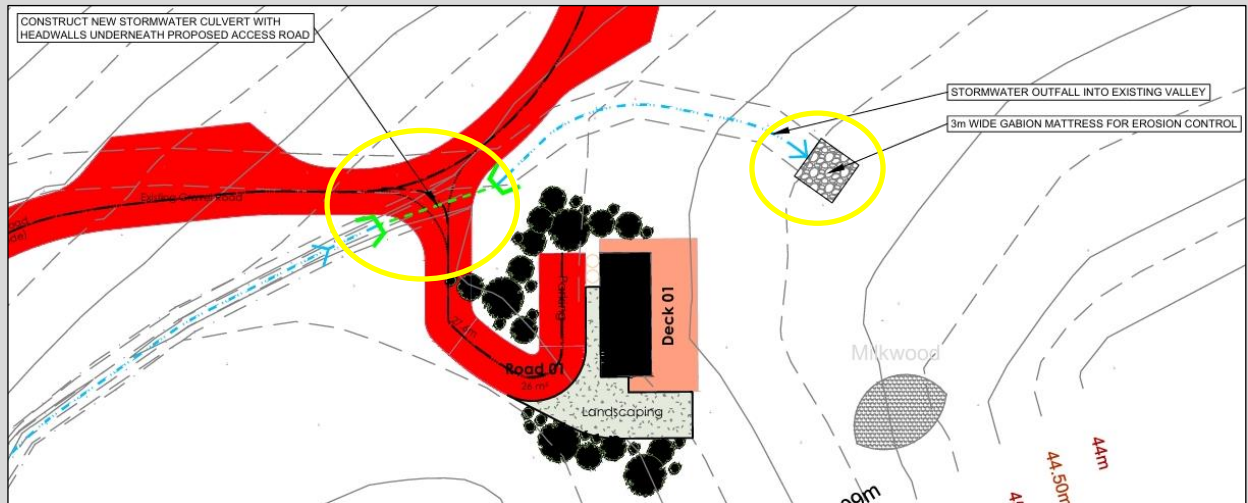 CONSTRUCT NEW STORMWATER CULVERT WITH
HEADWALLS UNDERNEATH PROPOSED ACCESS ROAD
STORMWATER OUTFALL INTO EXISTING VALLEY
3m WIDE GABION MATTRESS FOR EROSION CONTROL
Existing Gravel Road
Parking
Deck 01
Road 01
26 m²
Landscaping
Milkwood
44m
44.50m